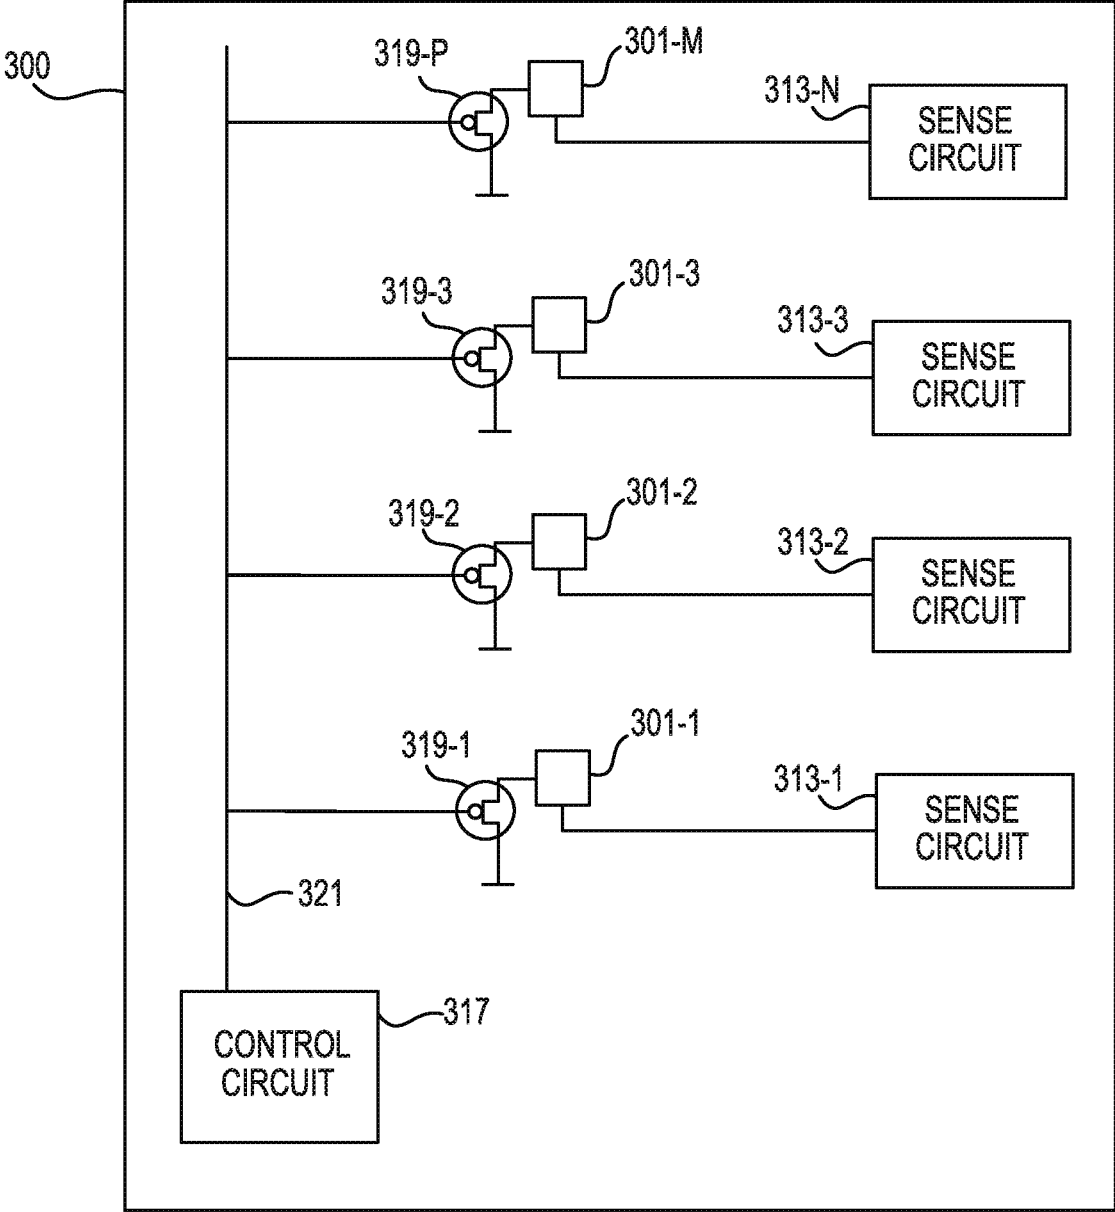 300
319-P
301-M
313-N
SENSE
CIRCUIT
319-3
301-3
313-3
SENSE
CIRCUIT
319-2
301-2
313-2
SENSE
CIRCUIT
319-1
301-1
313-1
SENSE
CIRCUIT
321
317
CONTROL
CIRCUIT